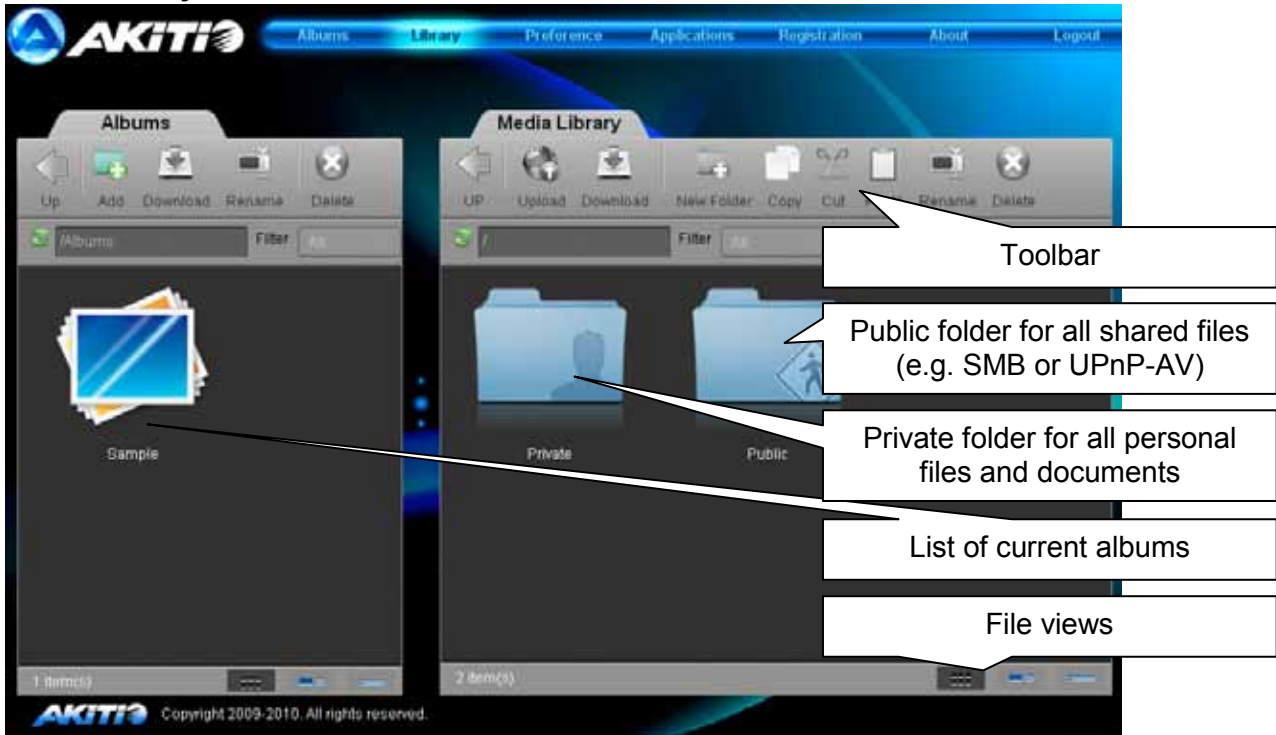 AKiTiO
Albums Library Preference Applications Registration About Logout
Albums
Media Library
Up Add Download Rename Delete
UP Upload Download New Folder Copy Cut Rename Delete
/Albums Filter All
/ Filter All
Toolbar
Public folder for all shared files
(e.g. SMB or UPnP-AV)
Private folder for all personal
files and documents
Sample
Private
Public
List of current albums
File views
1 item(s)
2 item(s)
AKiTiO Copyright 2009-2010. All rights reserved.